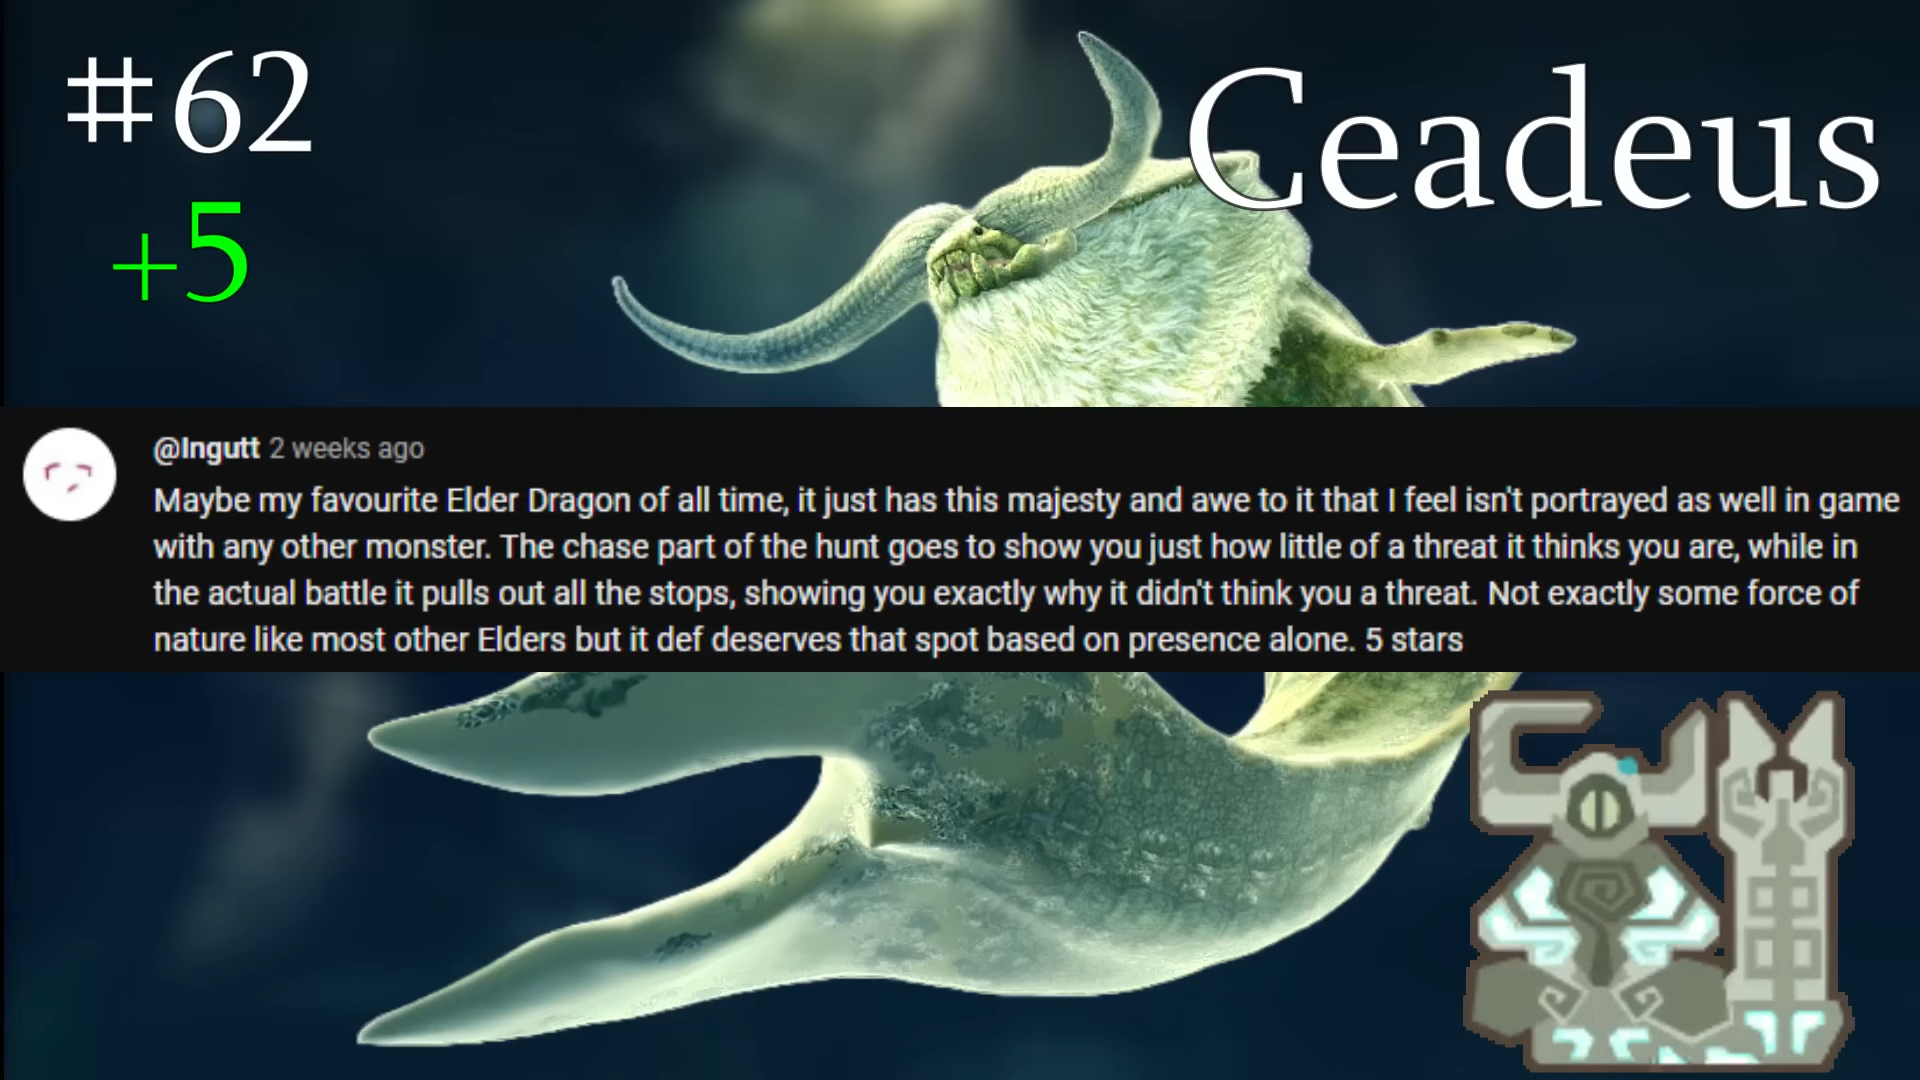 #62
+5
Ceadeus
@Ingutt 2 weeks ago
Maybe my favourite Elder Dragon of all time, it just has this majesty and awe to it that I feel isn't portrayed as well in game
with any other monster. The chase part of the hunt goes to show you just how little of a threat it thinks you are, while in
the actual battle it pulls out all the stops, showing you exactly why it didn't think you a threat. Not exactly some force of
nature like most other Elders but it def deserves that spot based on presence alone. 5 stars